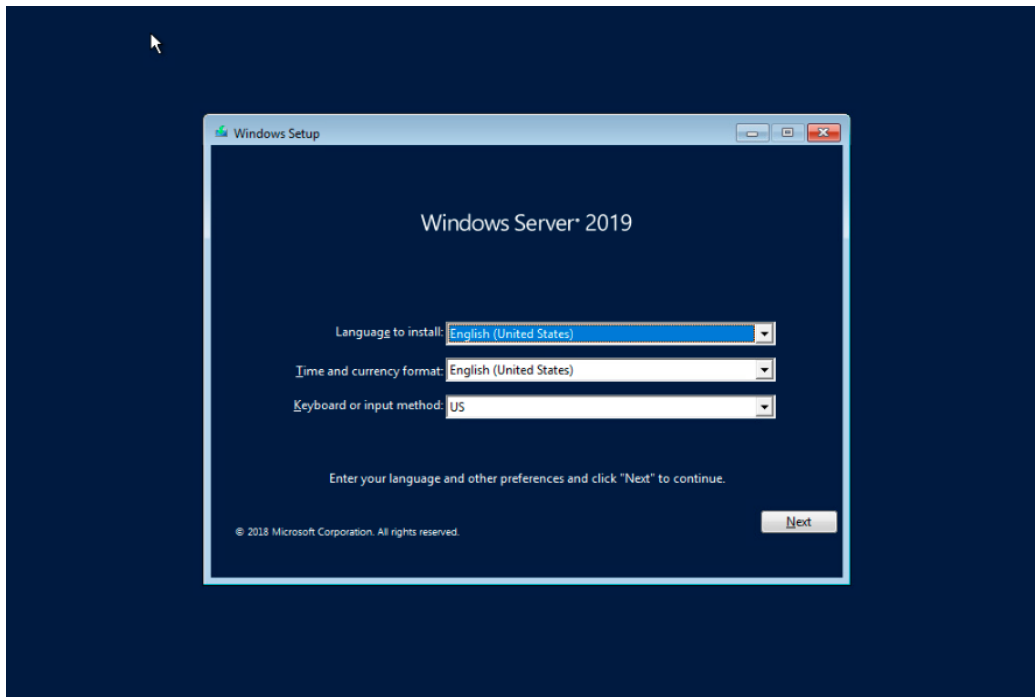 Windows Setup
Windows Server® 2019
Language to install: English (United States)
Time and currency format: English (United States)
Keyboard or input method: US
Enter your language and other preferences and click "Next" to continue.
Next
© 2018 Microsoft Corporation. All rights reserved.